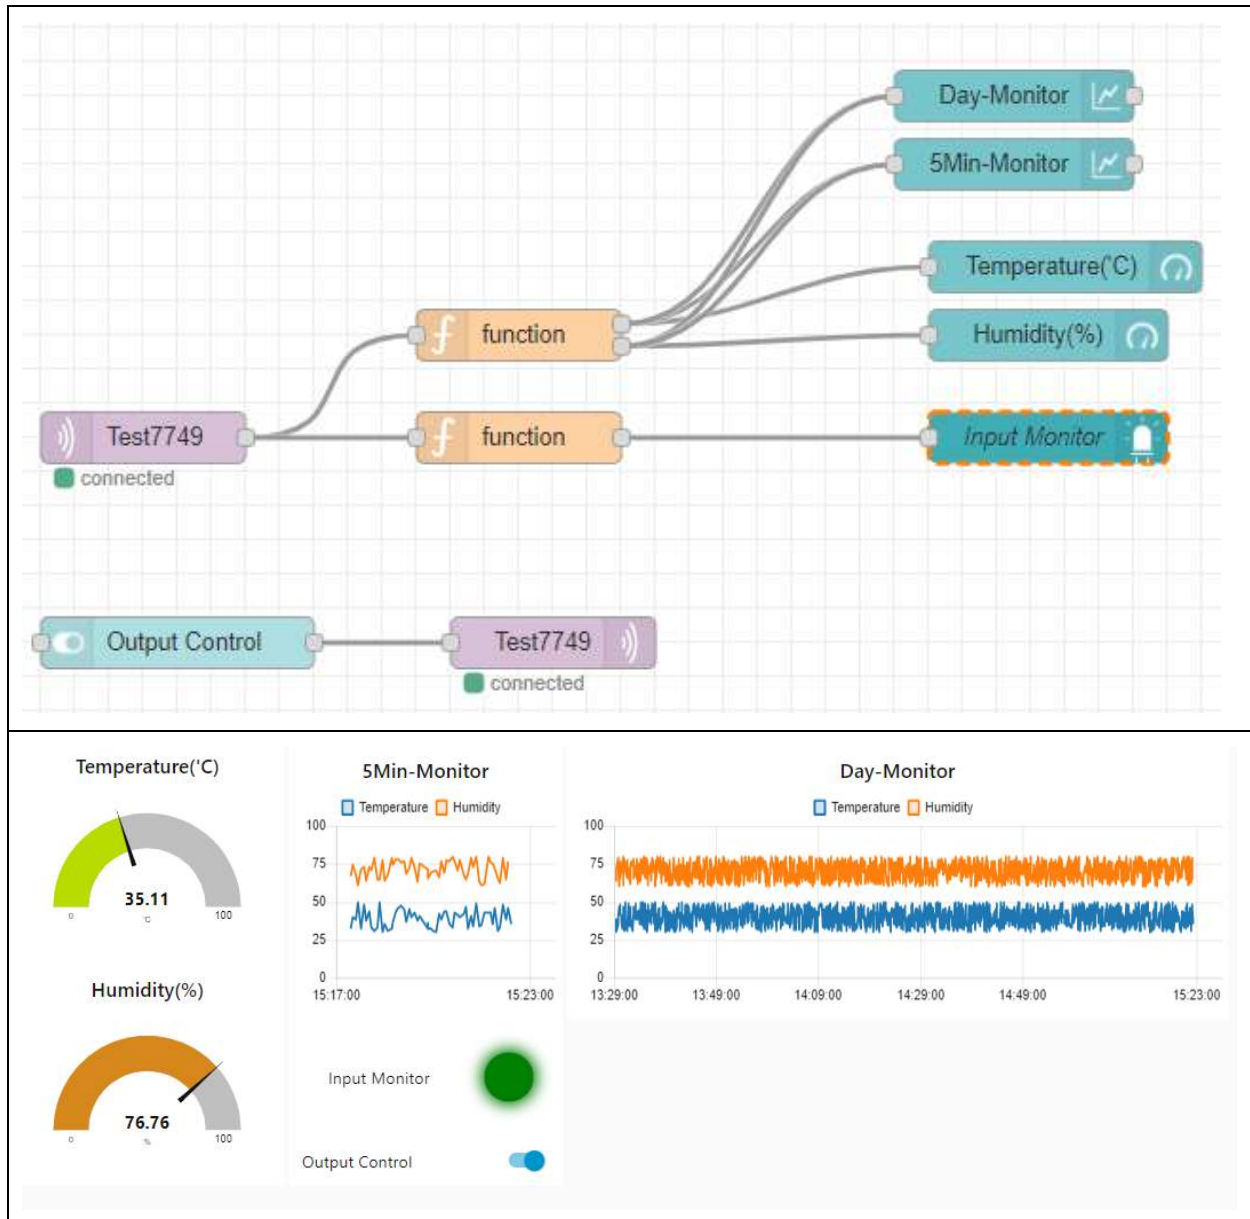 Day-Monitor
5Min-Monitor
Temperature('C)
function
Humidity(%)
Test7749
function
Input Monitor
connected
Output Control
Test7749
connected
Temperature('C)
35.11
0
'C
100
Humidity(%)
76.76
0
%
100
5Min-Monitor
Temperature Humidity
100
75
50
25
0
15:17:00 15:23:00
Input Monitor
Output Control
Day-Monitor
Temperature Humidity
100
75
50
25
0
13:29:00 13:49:00 14:09:00 14:29:00 14:49:00 15:23:00